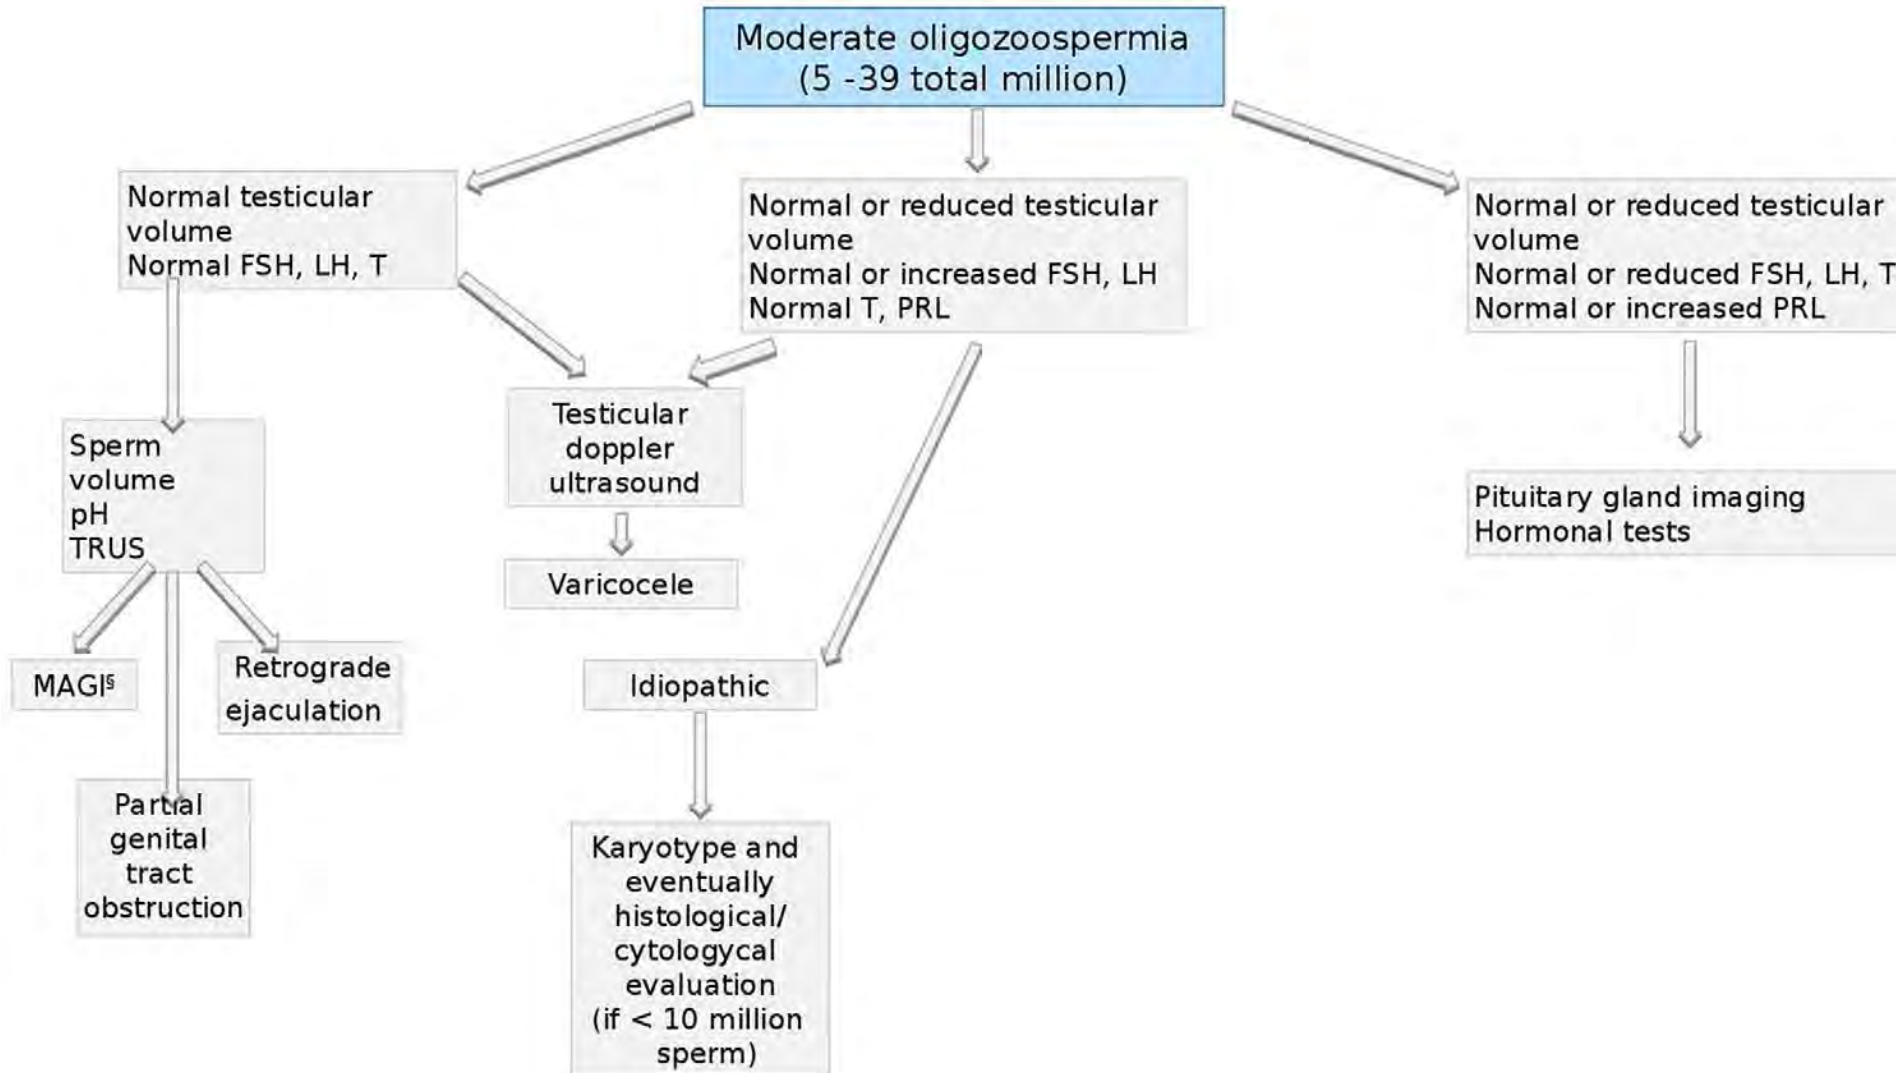 Moderate oligozoospermia
(5 -39 total million)
Normal testicular
volume
Normal FSH, LH, T
Normal or reduced testicular
volume
Normal or increased FSH, LH
Normal T, PRL
Normal or reduced testicular
volume
Normal or reduced FSH, LH, T
Normal or increased PRL
Sperm
volume
pH
TRUS
Testicular
doppler
ultrasound
Pituitary gland imaging
Hormonal tests
Varicocele
MAGI§
Retrograde
ejaculation
Idiopathic
Partial
genital
tract
obstruction
Karyotype and
eventually
histological/
cytologycal
evaluation
(if < 10 million
sperm)